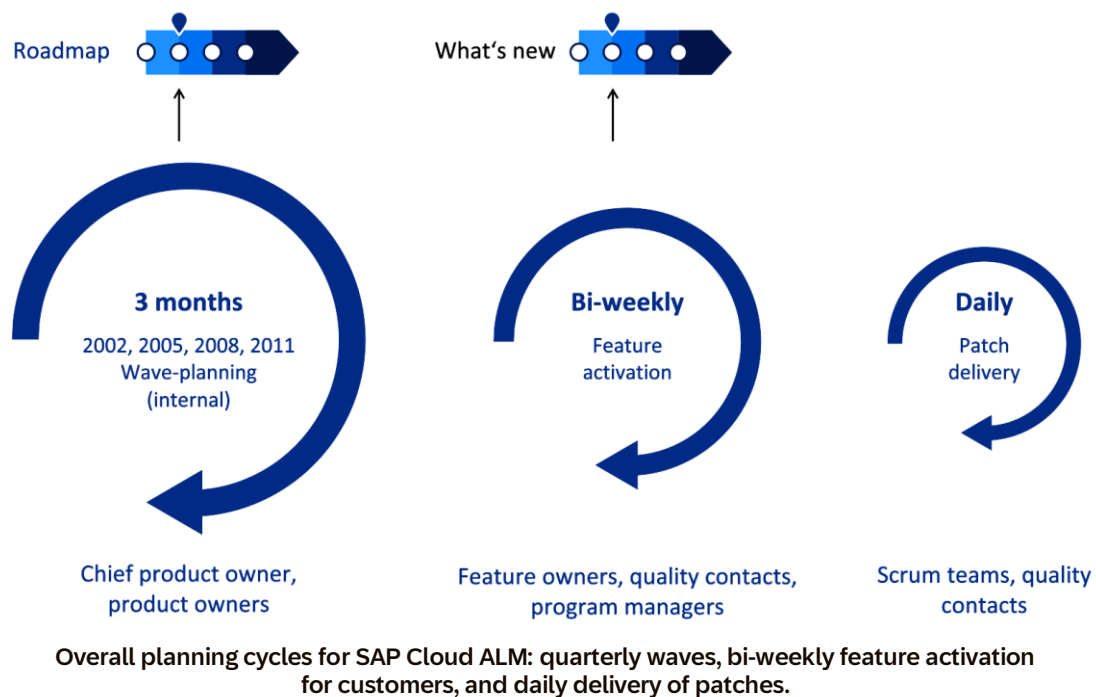 Roadmap
What's new
3 months
2002, 2005, 2008, 2011
Wave-planning
(internal)
Bi-weekly
Feature
activation
Daily
Patch
delivery
Chief product owner,
product owners
Feature owners, quality contacts,
program managers
Scrum teams, quality
contacts
Overall planning cycles for SAP Cloud ALM: quarterly waves, bi-weekly feature activation
for customers, and daily delivery of patches.